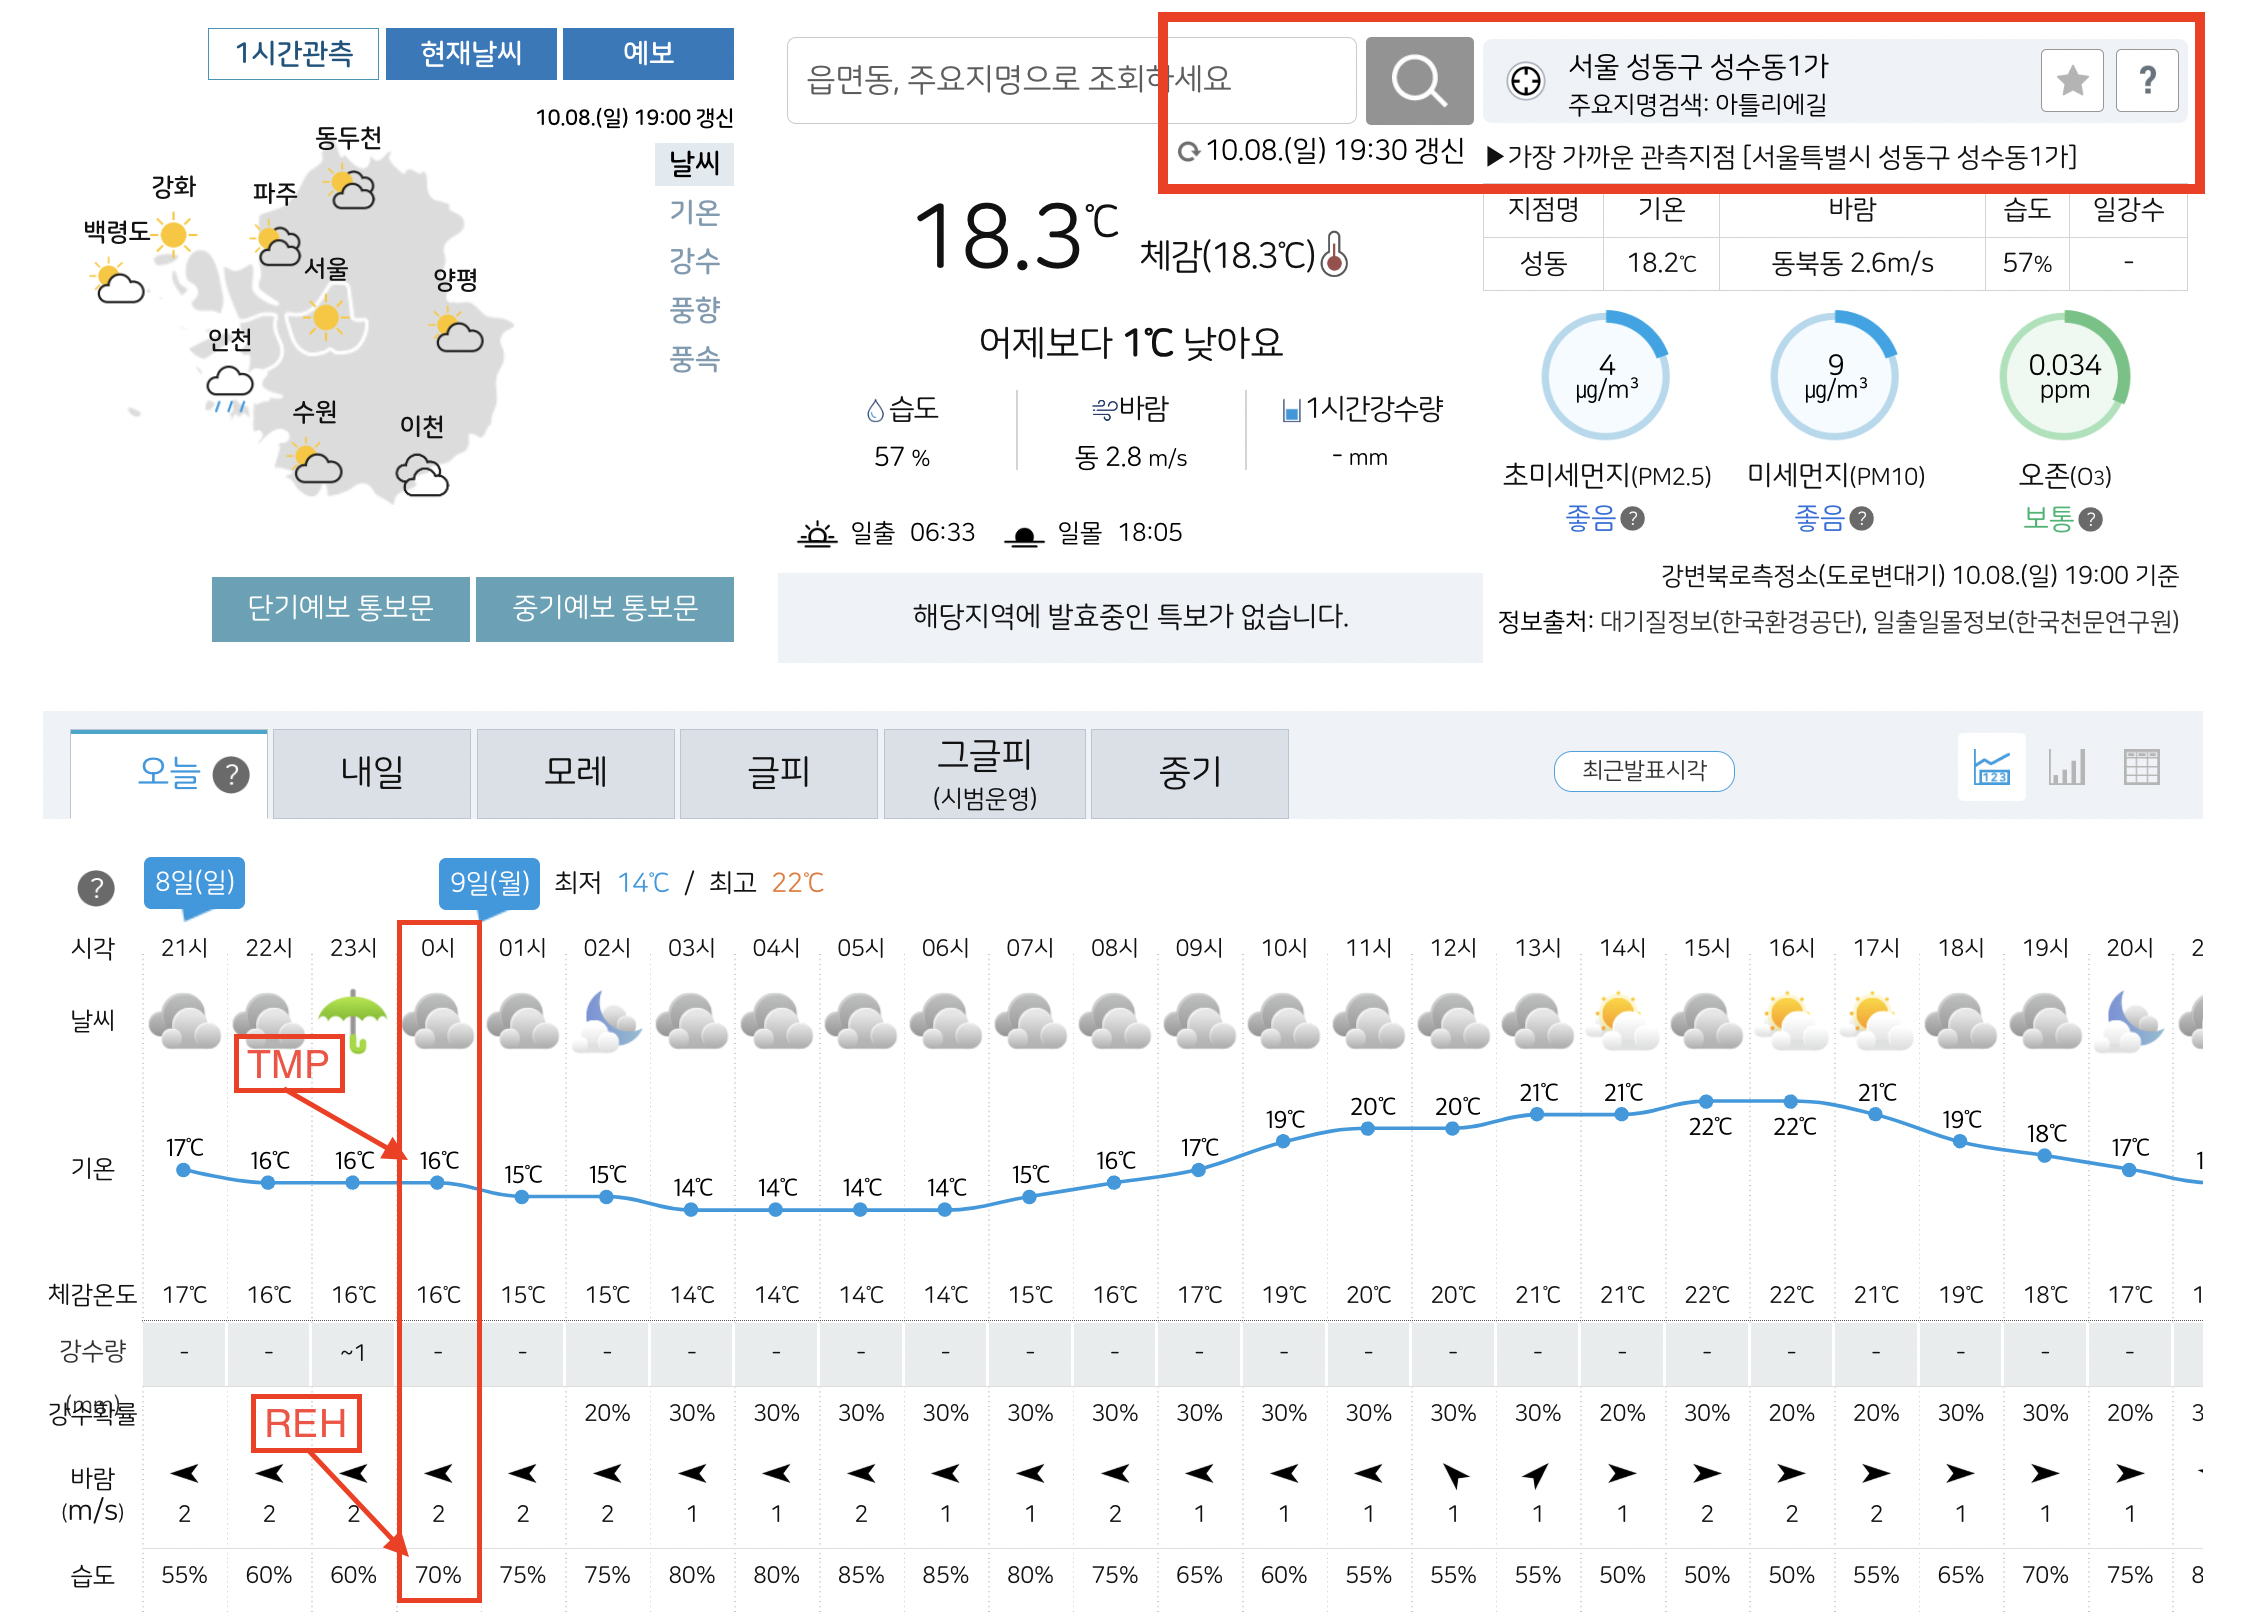 1시간관측 현재날씨 예보
10.08.(일) 19:00 갱신
날씨
기온
강수
풍향
풍속
동두천
강화
파주
백령도
서울
양평
인천
수원
이천
단기예보 통보문 중기예보 통보문
읍면동, 주요지명으로 조회하세요
10.08.(일) 19:30 갱신
18.3℃ 체감(18.3℃)
어제보다 1℃ 낮아요
습도 바람 1시간강수량
57 % 동 2.8 m/s - mm
일출 06:33 일몰 18:05
해당지역에 발효중인 특보가 없습니다.
서울 성동구 성수동1가
주요지명검색: 아틀리에길
?
▶가장 가까운 관측지점 [서울특별시 성동구 성수동1가]
지점명 기온 바람 습도 일강수
성동 18.2℃ 동북동 2.6m/s 57% -
4 9 0.034
μg/m³ μg/m³ ppm
초미세먼지(PM2.5) 미세먼지(PM10) 오존(O3)
좋음? 좋음? 보통?
강변북로측정소(도로변대기) 10.08.(일) 19:00 기준
정보출처: 대기질정보(한국환경공단), 일출일몰정보(한국천문연구원)
오늘 ? 내일 모레 글피 그글피 중기 최근발표시각
(시범운영)
123
? 8일(일) 9일(월) 최저 14℃ / 최고 22℃
시각 21시 22시 23시 0시 01시 02시 03시 04시 05시 06시 07시 08시 09시 10시 11시 12시 13시 14시 15시 16시 17시 18시 19시 20시 2
날씨
TMP
기온 17℃ 16℃ 16℃ 16℃ 15℃ 15℃ 14℃ 14℃ 14℃ 14℃ 15℃ 16℃ 17℃ 19℃ 20℃ 20℃ 21℃ 21℃ 22℃ 22℃ 21℃ 19℃ 18℃ 17℃ 1
체감온도 17℃ 16℃ 16℃ 16℃ 15℃ 15℃ 14℃ 14℃ 14℃ 14℃ 15℃ 16℃ 17℃ 19℃ 20℃ 20℃ 21℃ 21℃ 22℃ 22℃ 21℃ 19℃ 18℃ 17℃ 1
강수량 - - ~1 - - - - - - - - - - - - - - - - - - - - -
(mm)
강수확률 20% 30% 30% 30% 30% 30% 30% 30% 30% 30% 30% 30% 20% 30% 20% 20% 30% 30% 20% 3
REH
바람
(m/s) 2 2 2 2 2 2 1 1 2 1 1 2 1 1 1 1 1 1 2 2 2 1 1 1
습도 55% 60% 60% 70% 75% 75% 80% 80% 85% 85% 80% 75% 65% 60% 55% 55% 55% 50% 50% 50% 55% 65% 70% 75% 8